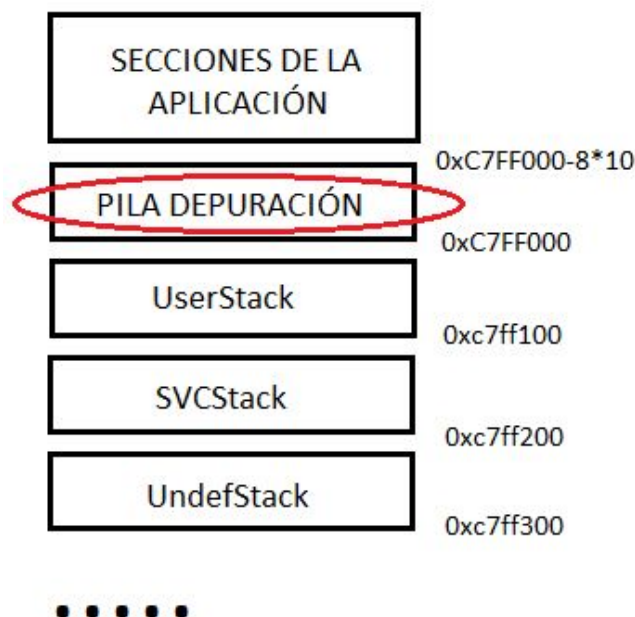 SECCIONES DE LA
APLICACIÓN
0xC7FF000-8*10
PILA DEPURACIÓN
0xC7FF000
UserStack
0xc7ff100
SVCStack
0xc7ff200
UndefStack
0xc7ff300
.....